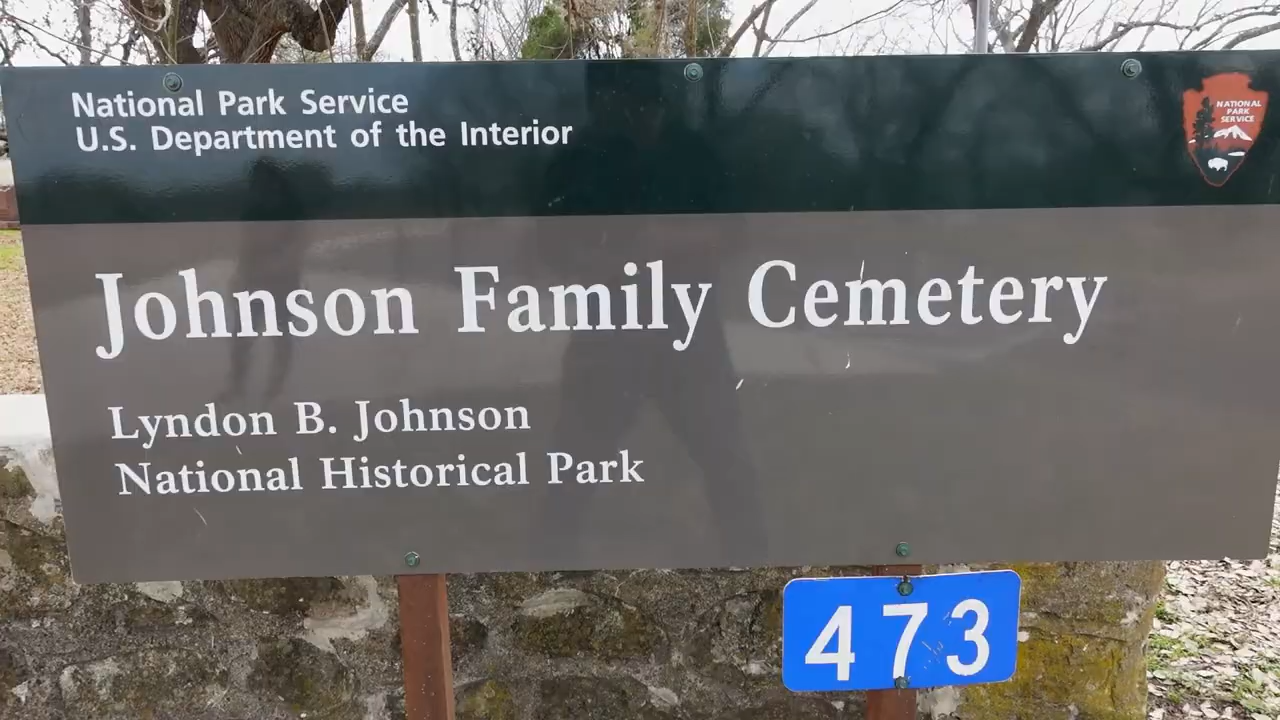 National Park Service
U.S. Department of the Interior
NATIONAL
PARK
SERVICE
Johnson Family Cemetery
Lyndon B. Johnson
National Historical Park
473